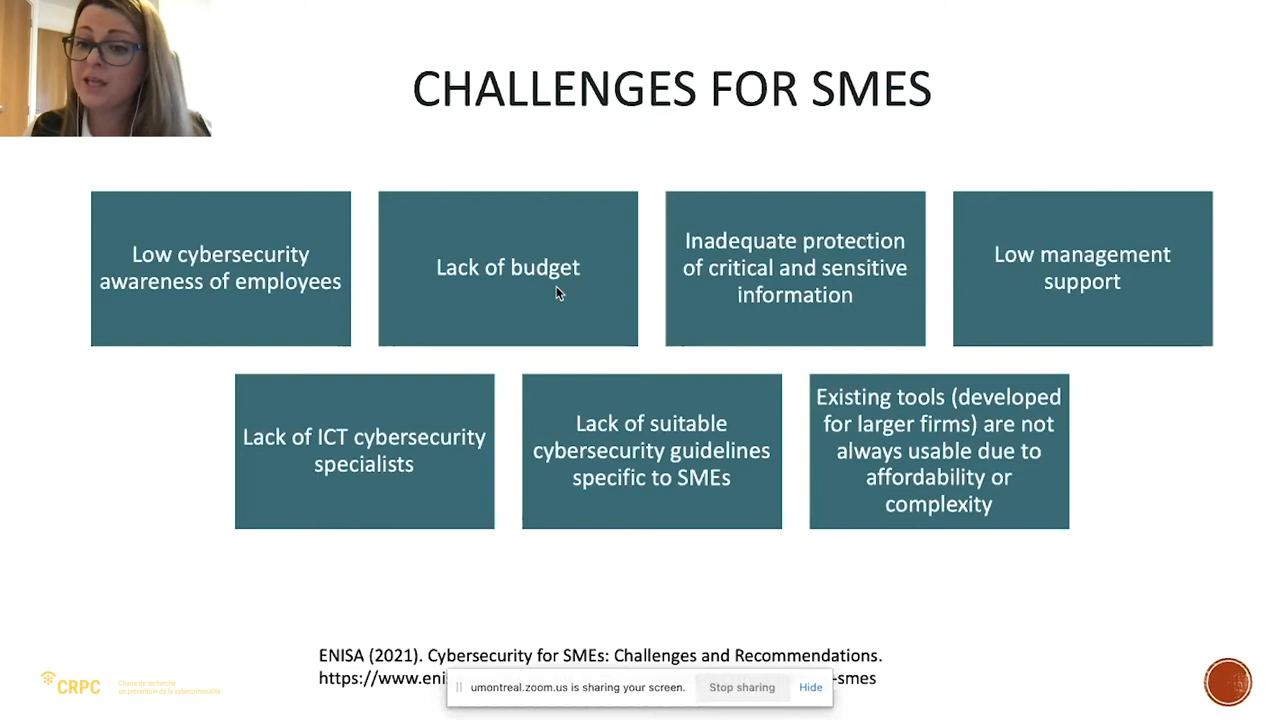 CHALLENGES FOR SMES
Low cybersecurity
awareness of employees
Lack of budget
Inadequate protection
of critical and sensitive
information
Low management
support
Lack of ICT cybersecurity
specialists
Lack of suitable
cybersecurity guidelines
specific to SMEs
Existing tools (developed
for larger firms) are not
always usable due to
affordability or
complexity
ENISA (2021). Cybersecurity for SMEs: Challenges and Recommendations.
https://www.eni
-smes
umontreal.zoom.us is sharing your screen.
Stop sharing
Hide
CRPC
Chaire de recherche
en prévention de la cybercriminalité